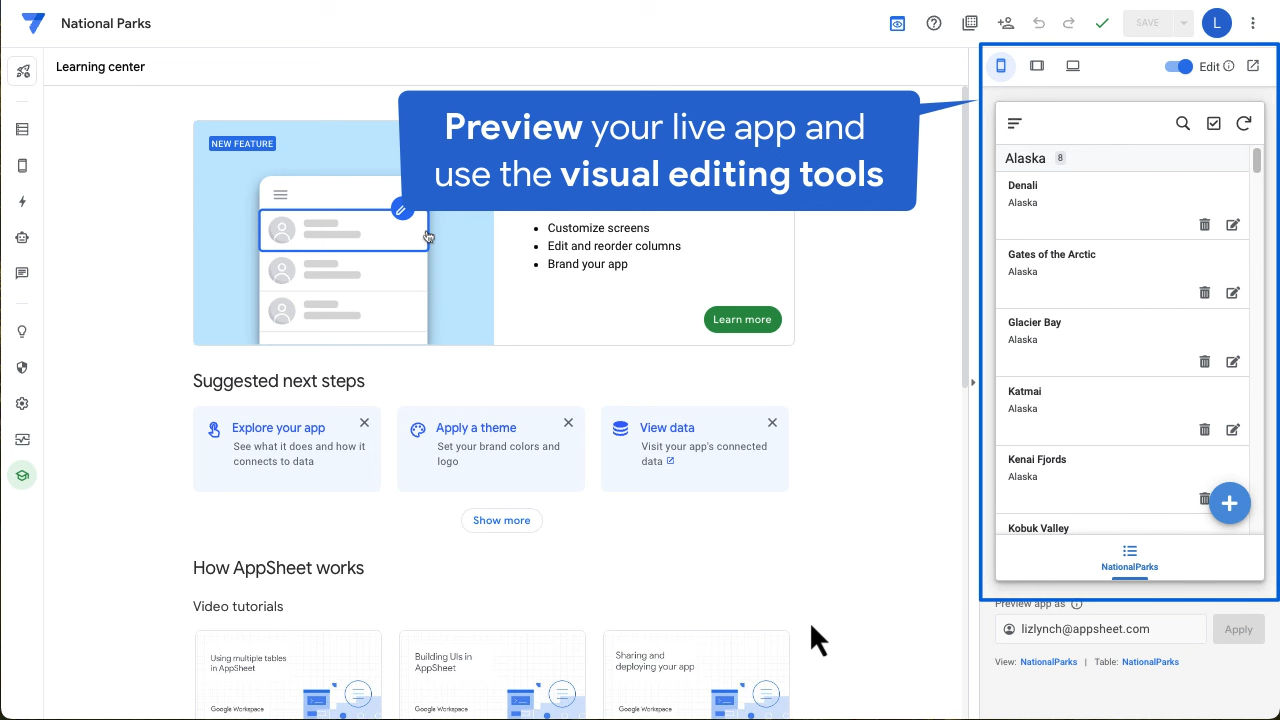 National Parks
SAVE
L
Learning center
Edit
NEW FEATURE
Preview your live app and
use the visual editing tools
Customize screens
Edit and reorder columns
Brand your app
Learn more
Suggested next steps
Explore your app
See what it does and how it
connects to data
Apply a theme
Set your brand colors and
logo
View data
Visit your app's connected
data
Show more
How AppSheet works
Video tutorials
Using multiple tables
in AppSheet
Google Workspace
Building UIs in
AppSheet
Google Workspace
Sharing and
deploying your app
Google Workspace
Alaska 8
Denali
Alaska
Gates of the Arctic
Alaska
Glacier Bay
Alaska
Katmai
Alaska
Kenai Fjords
Alaska
Kobuk Valley
NationalParks
Preview app as
lizlynch@appsheet.com
Apply
View: NationalParks | Table: NationalParks